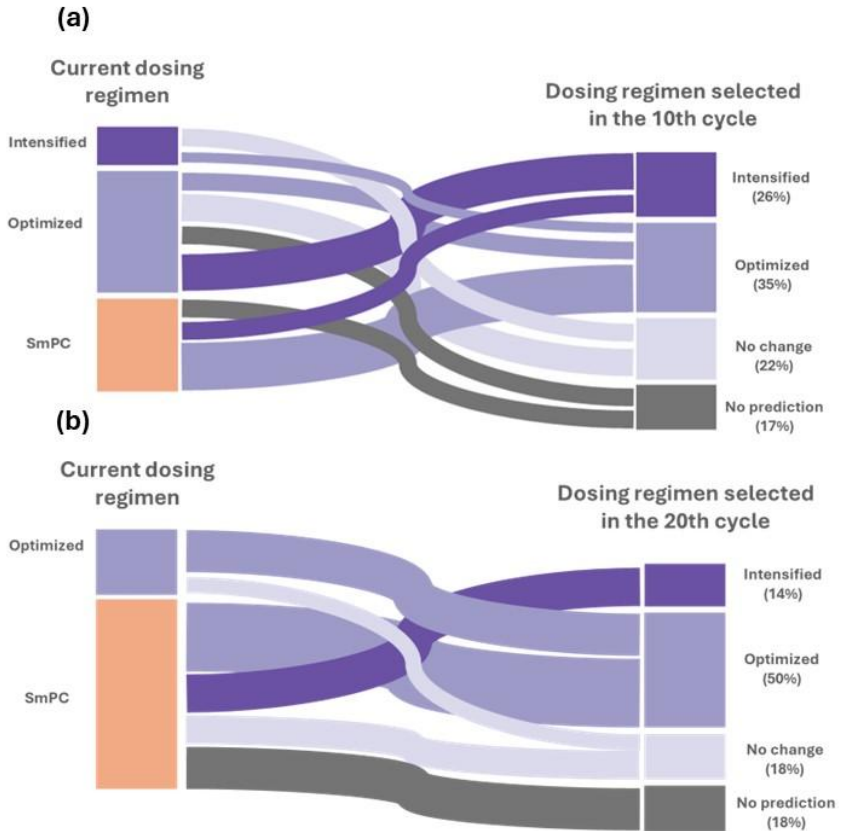 (a)
Current dosing
regimen
Dosing regimen selected
in the 10th cycle
Intensified
Optimized
SmPC
Intensified
(26%)
Optimized
(35%)
No change
(22%)
No prediction
(17%)
(b)
Current dosing
regimen
Dosing regimen selected
in the 20th cycle
Optimized
SmPC
Intensified
(14%)
Optimized
(50%)
No change
(18%)
No prediction
(18%)